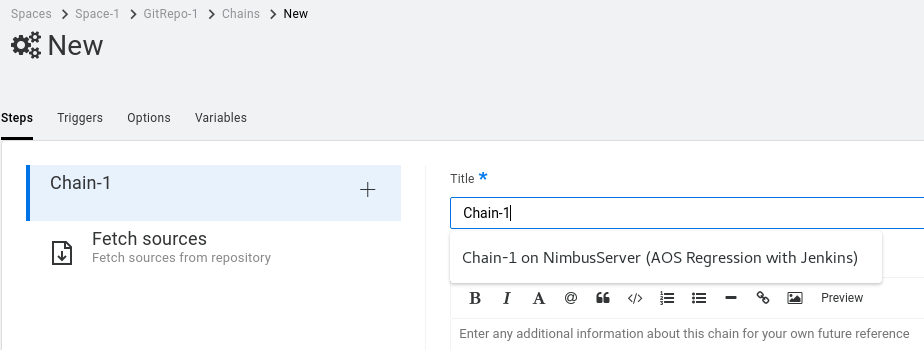 Spaces > Space-1 > GitRepo-1 > Chains > New
New
Steps Triggers Options Variables
Chain-1 +
Fetch sources
Fetch sources from repository
Title *
Chain-1
Chain-1 on NimbusServer (AOS Regression with Jenkins)
B I A @ “ </> Preview
Enter any additional information about this chain for your own future reference